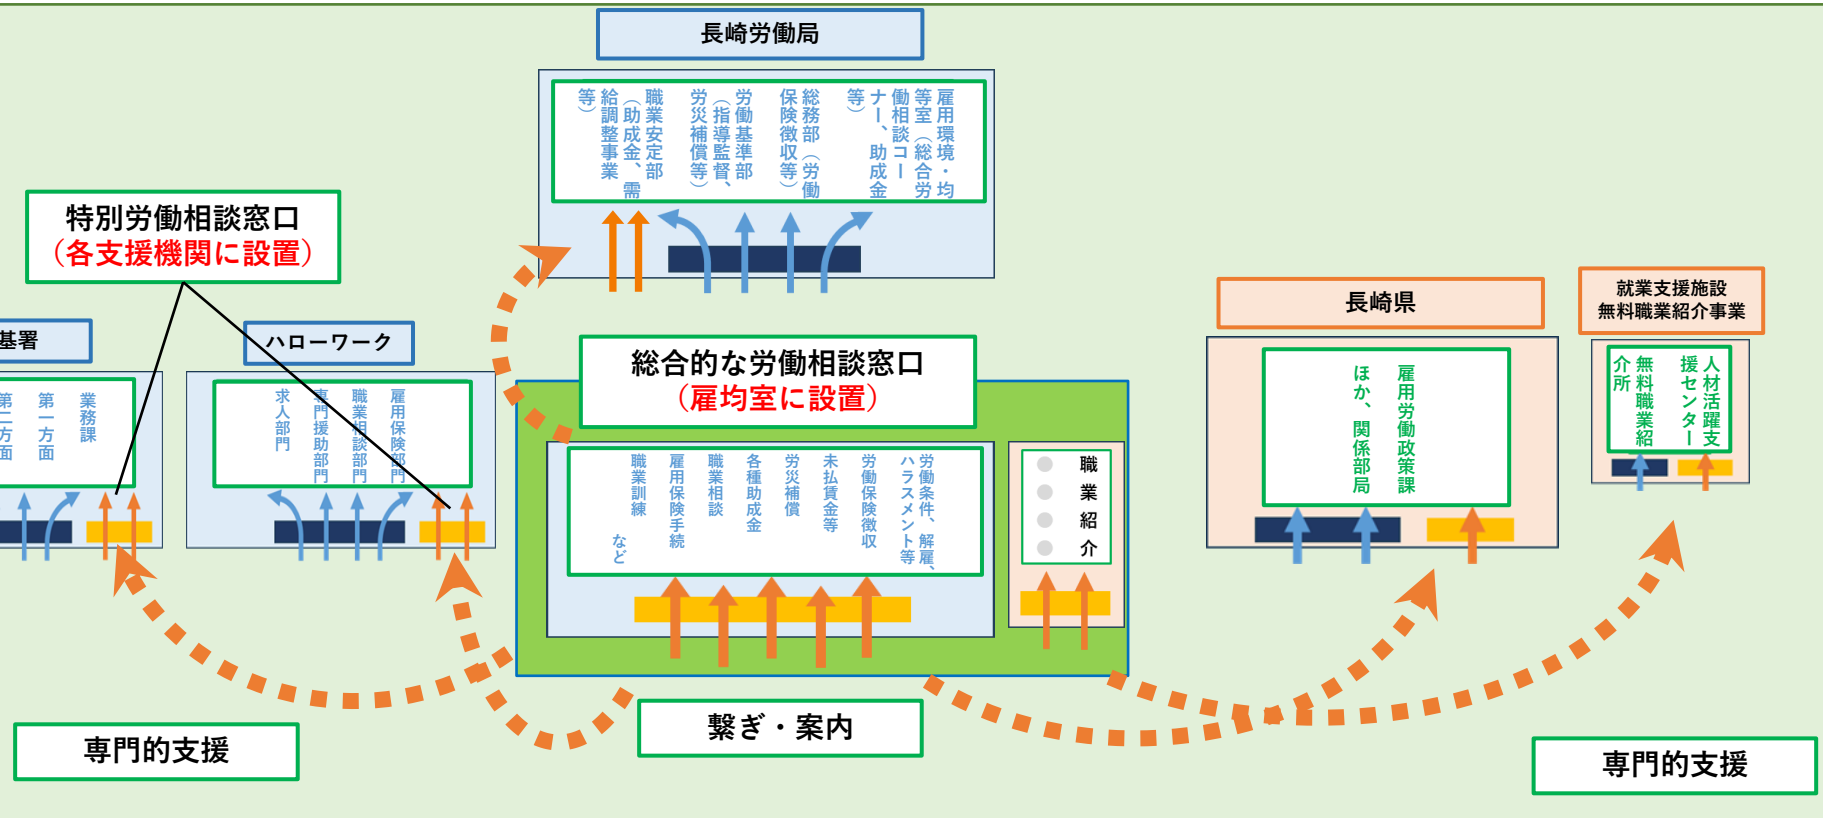 長崎労働局
雇用環境・均
等室（総合労
働相談コー
ナー、助成金
等）
総務部（労働
保険徴収等）
労働基準部
（指導監督、
労災補償等）
職業安定部
（助成金、需
給調整事業
等）
特別労働相談窓口
（各支援機関に設置）
基署
業務課
第一方面
第二方面
ハローワーク
雇用保険部門
職業相談部門
専門援助部門
求人部門
総合的な労働相談窓口
（雇均室に設置）
労働条件、解雇、
ハラスメント等
労働保険徴収
未払賃金等
労災補償
各種助成金
職業相談
雇用保険手続
職業訓練
など
職業紹介
長崎県
雇用労働政策課
ほか、関係部局
就業支援施設
無料職業紹介事業
人材活躍支
援センター
無料職業紹
介所
専門的支援
繋ぎ・案内
専門的支援